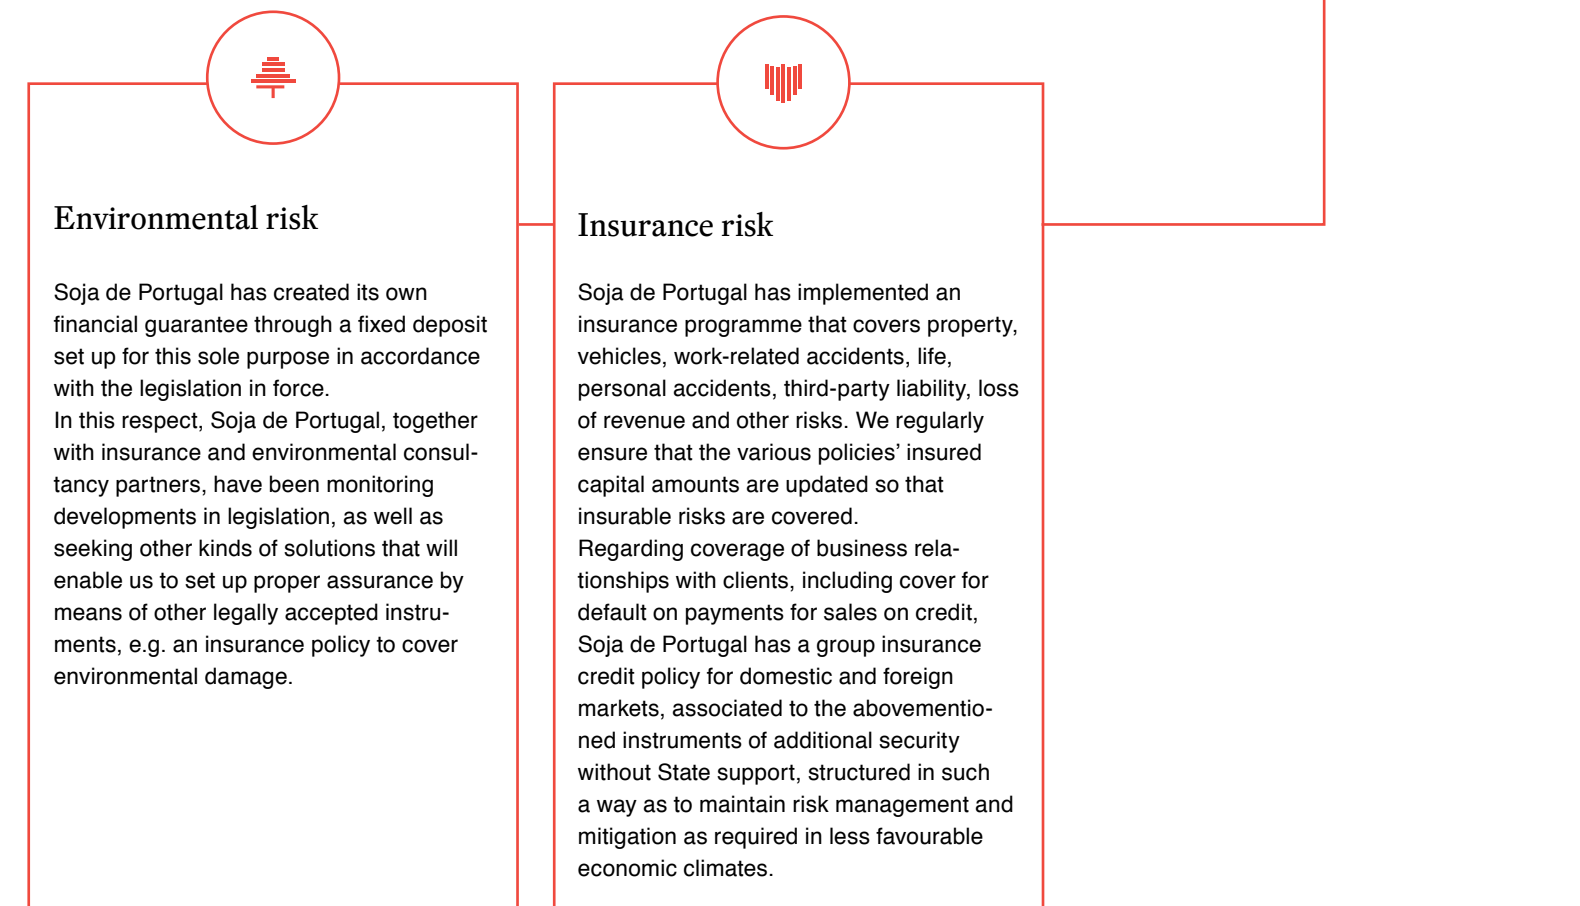 Environmental risk
Soja de Portugal has created its own
financial guarantee through a fixed deposit
set up for this sole purpose in accordance
with the legislation in force.
In this respect, Soja de Portugal, together
with insurance and environmental consul-
tancy partners, have been monitoring
developments in legislation, as well as
seeking other kinds of solutions that will
enable us to set up proper assurance by
means of other legally accepted instru-
ments, e.g. an insurance policy to cover
environmental damage.
Insurance risk
Soja de Portugal has implemented an
insurance programme that covers property,
vehicles, work-related accidents, life,
personal accidents, third-party liability, loss
of revenue and other risks. We regularly
ensure that the various policies’ insured
capital amounts are updated so that
insurable risks are covered.
Regarding coverage of business rela-
tionships with clients, including cover for
default on payments for sales on credit,
Soja de Portugal has a group insurance
credit policy for domestic and foreign
markets, associated to the abovementio-
ned instruments of additional security
without State support, structured in such
a way as to maintain risk management and
mitigation as required in less favourable
economic climates.